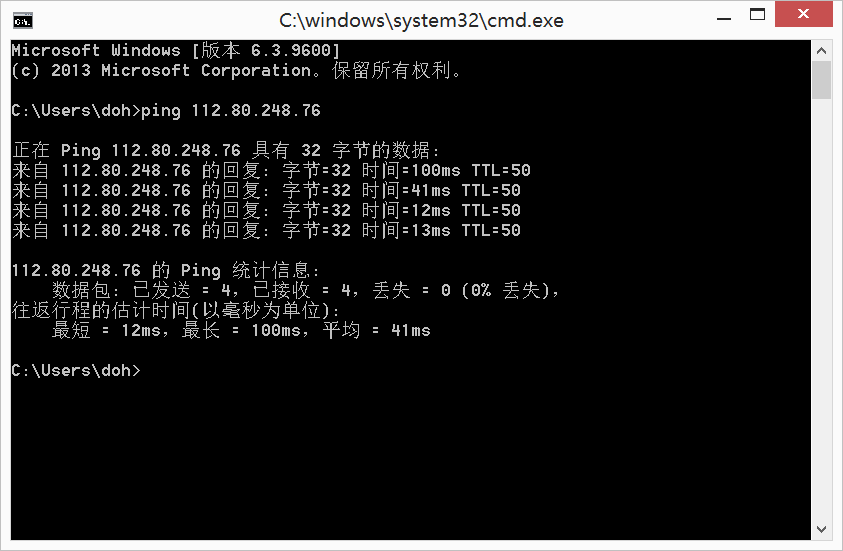 C:\windows\system32\cmd.exe
Microsoft Windows [版本 6.3.9600]
(c) 2013 Microsoft Corporation。保留所有权利。
C:\Users\doh>ping 112.80.248.76
正在 Ping 112.80.248.76 具有 32 字节的数据:
来自 112.80.248.76 的回复: 字节=32 时间=100ms TTL=50
来自 112.80.248.76 的回复: 字节=32 时间=41ms TTL=50
来自 112.80.248.76 的回复: 字节=32 时间=12ms TTL=50
来自 112.80.248.76 的回复: 字节=32 时间=13ms TTL=50
112.80.248.76 的 Ping 统计信息:
数据包: 已发送 = 4，已接收 = 4，丢失 = 0 (0% 丢失)，
往返行程的估计时间(以毫秒为单位):
最短 = 12ms，最长 = 100ms，平均 = 41ms
C:\Users\doh>